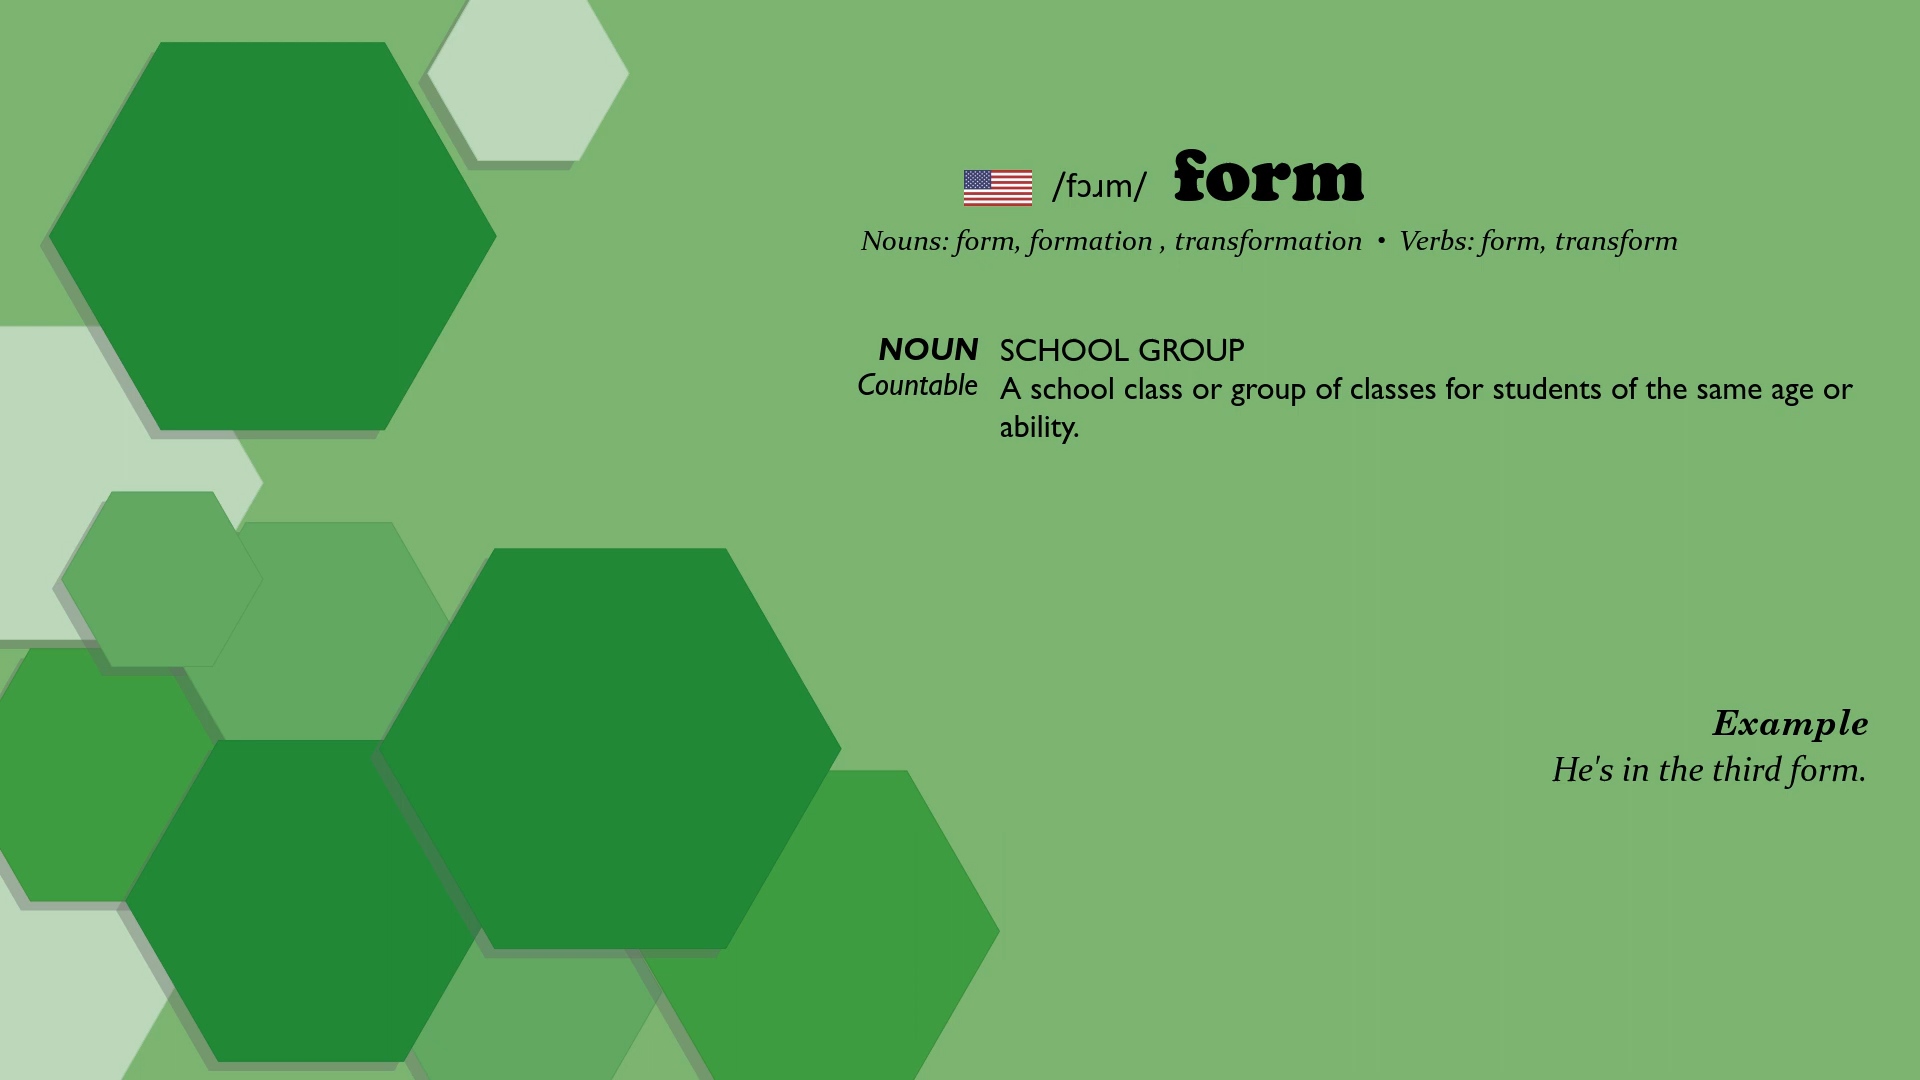 /fɔɹm/ form
Nouns: form, formation , transformation • Verbs: form, transform
NOUN SCHOOL GROUP
Countable A school class or group of classes for students of the same age or
ability.
Example
He's in the third form.